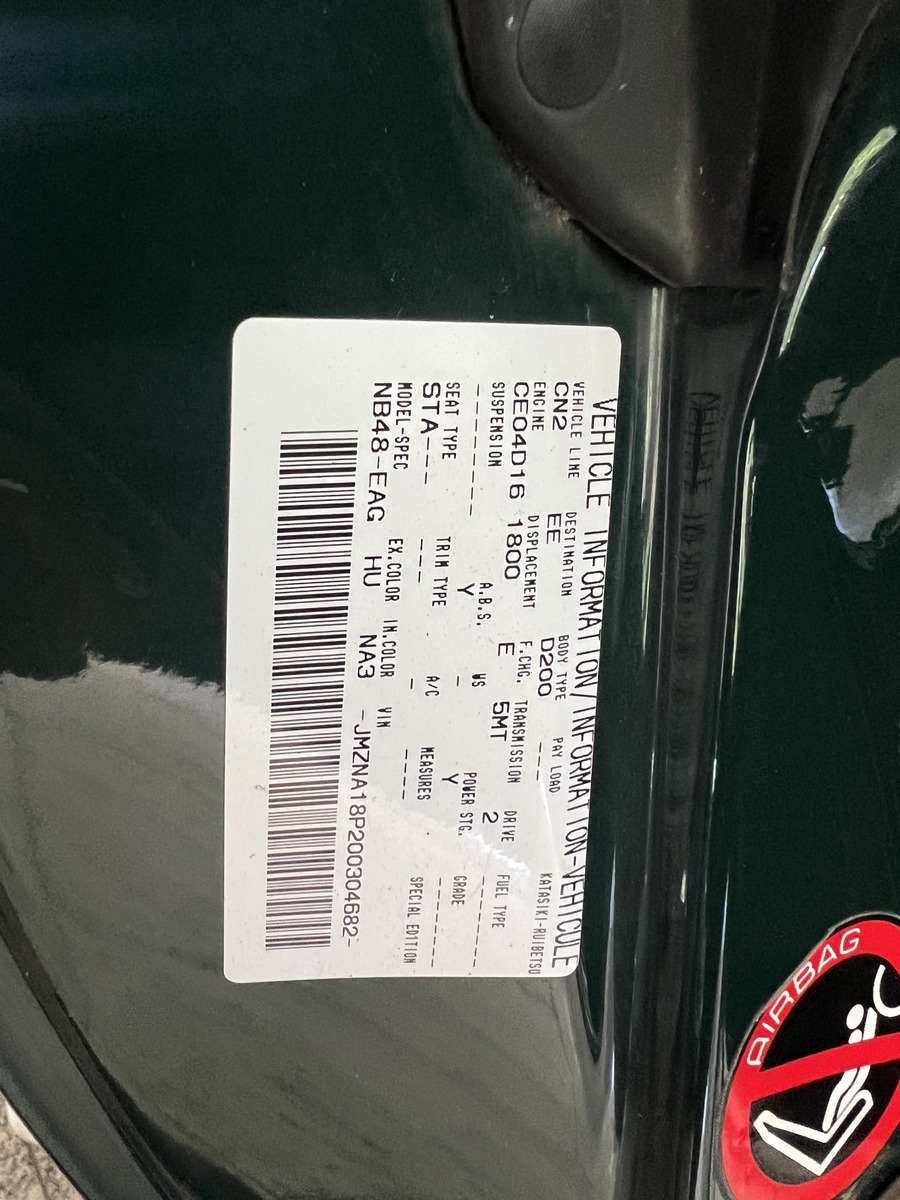 VEHICLE INFORMATION/INFORMATION-VEHICULE
VEHICLE LINE DESTINATION BODY TYPE PAY LOAD KATASIKI-RUIBETSU
CN2 EE D200 ---
ENGINE DISPLACEMENT F.CHG. TRANSMISSION DRIVE FUEL TYPE
CE04D16 1800 E 5MT 2 -------
SUSPENSION A.B.S. WS POWER STG. GRADE
------- Y - Y -------
SEAT TYPE TRIM TYPE A/C MEASURES SPECIAL EDITION
STA--- --- - ----
MODEL-SPEC EX.COLOR IN.COLOR VIN
NB48-EAG HU NA3 -JMZNA18P200304682-
AIRBAG